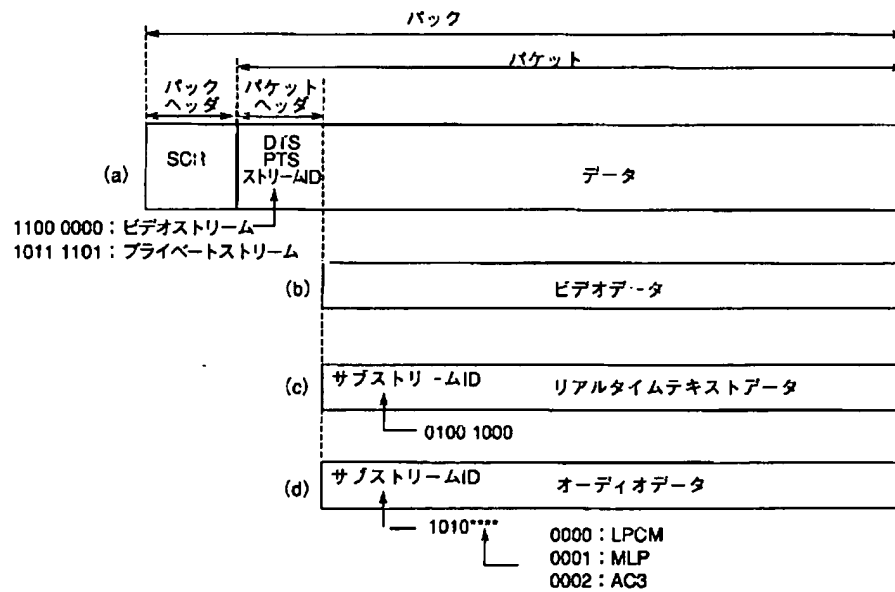 パック
パケット
パック
ヘッダ
パケット
ヘッダ
(a)
SCR
DTS
PTS
ストリームID
データ
1100 0000：ビデオストリーム
1011 1101：プライベートストリーム
(b)
ビデオデータ
(c)
サブストリームID
リアルタイムテキストデータ
0100 1000
(d)
サブストリームID
オーディオデータ
1010****
0000：LPCM
0001：MLP
0002：AC3